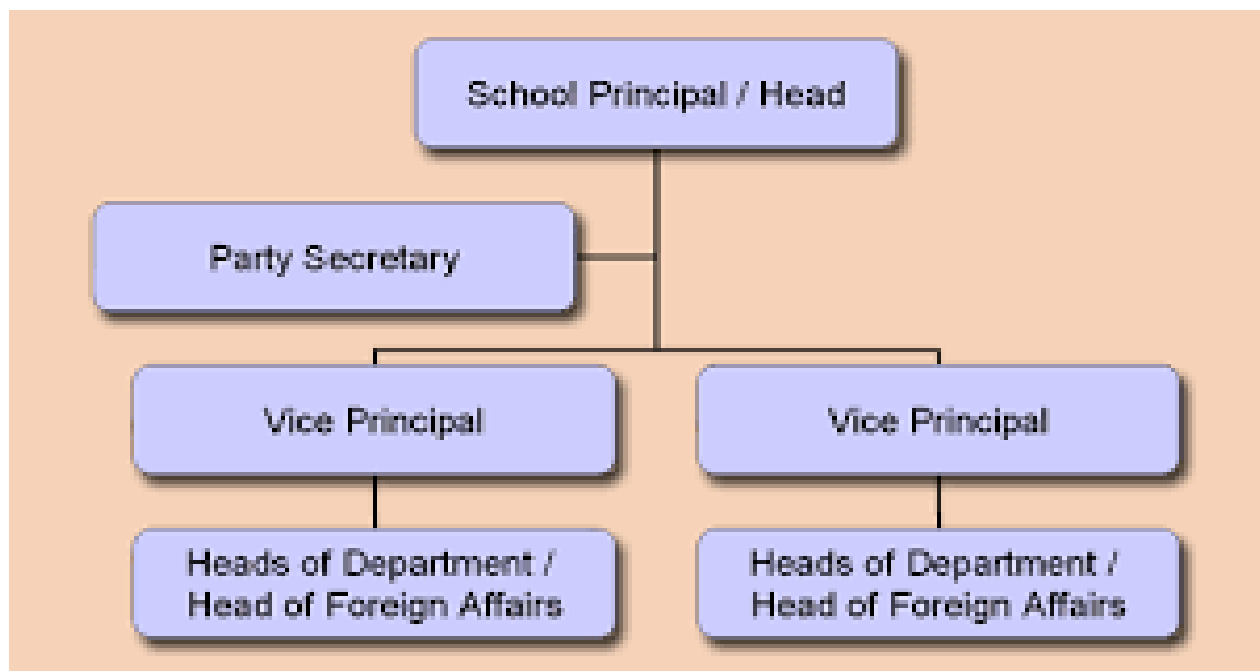 School Principal / Head
Party Secretary
Vice Principal
Vice Principal
Heads of Department /
Head of Foreign Affairs
Heads of Department /
Head of Foreign Affairs